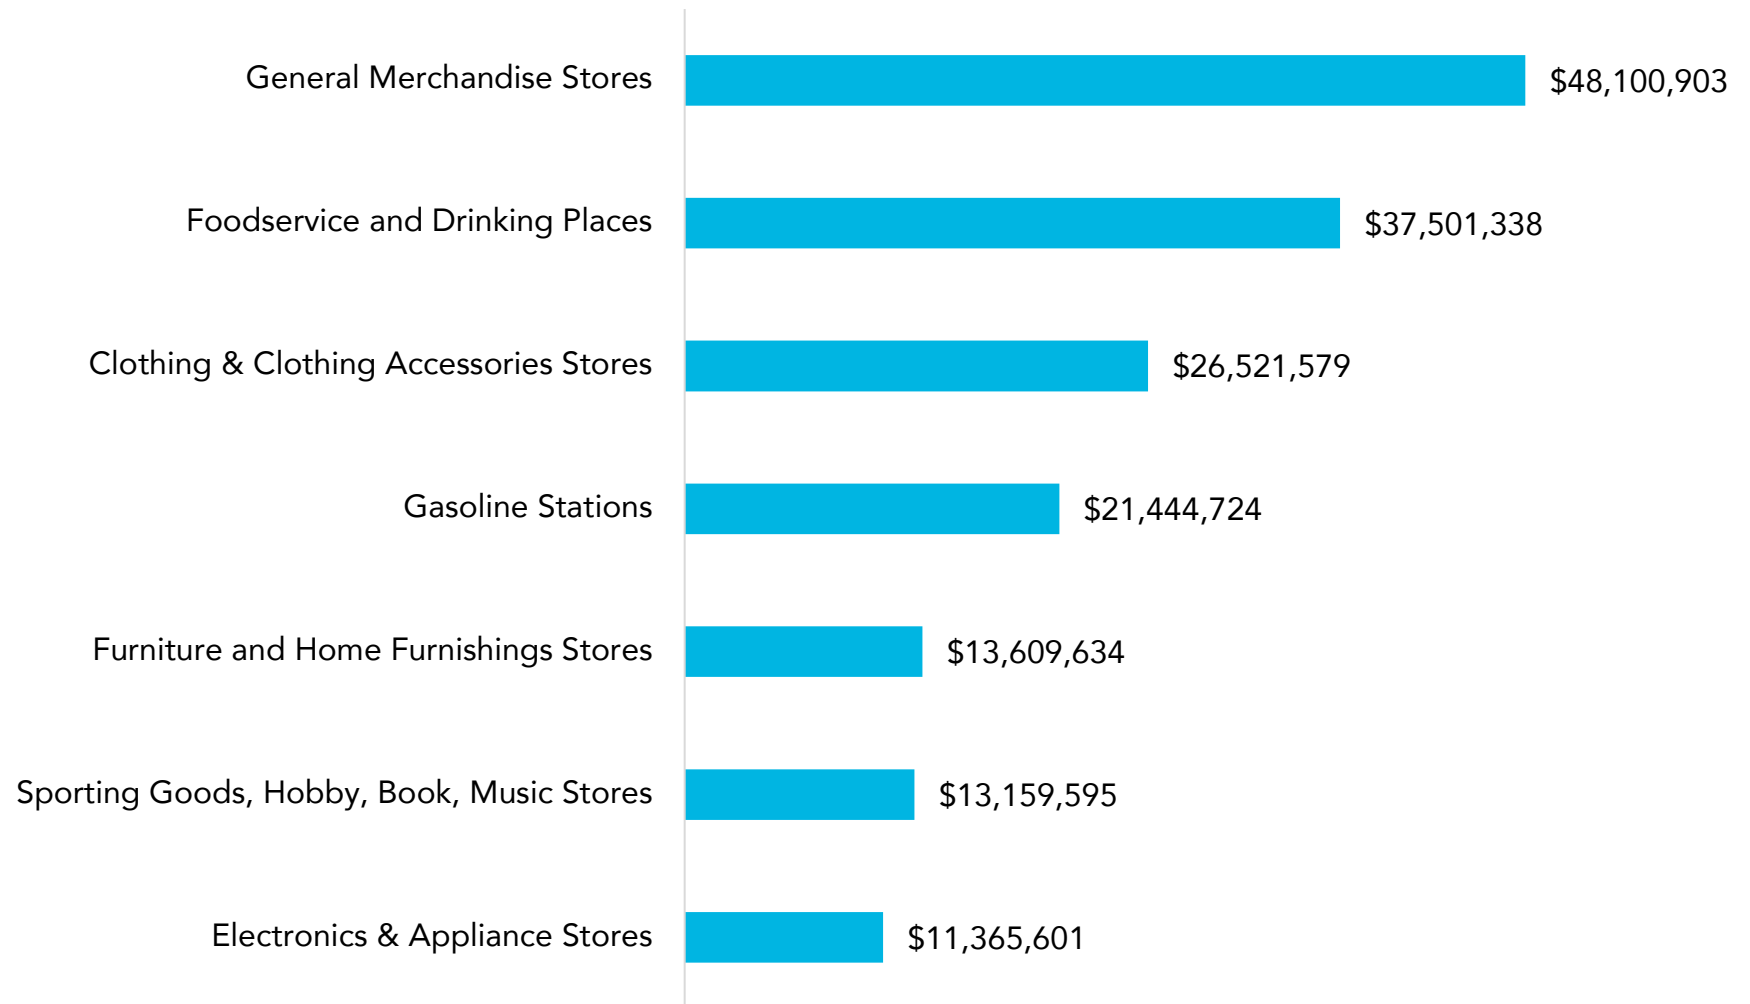 General Merchandise Stores $48,100,903
Foodservice and Drinking Places $37,501,338
Clothing & Clothing Accessories Stores $26,521,579
Gasoline Stations $21,444,724
Furniture and Home Furnishings Stores $13,609,634
Sporting Goods, Hobby, Book, Music Stores $13,159,595
Electronics & Appliance Stores $11,365,601